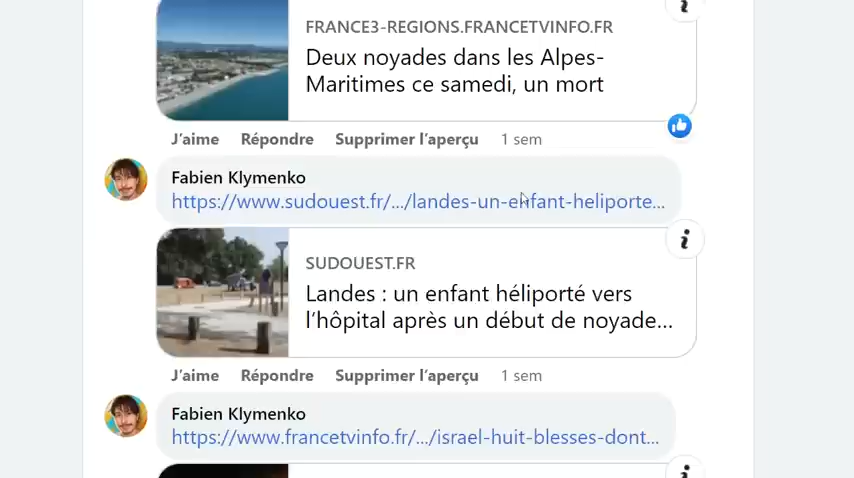 FRANCE3-REGIONS.FRANCETVINFO.FR
Deux noyades dans les Alpes-
Maritimes ce samedi, un mort
J'aime Répondre Supprimer l'aperçu 1 sem
Fabien Klymenko
https://www.sudouest.fr/.../landes-un-enfant-heliporte...
SUDOUEST.FR
Landes : un enfant héliporté vers
l'hôpital après un début de noyade...
J'aime Répondre Supprimer l'aperçu 1 sem
Fabien Klymenko
https://www.francetvinfo.fr/.../israel-huit-blesses-dont...